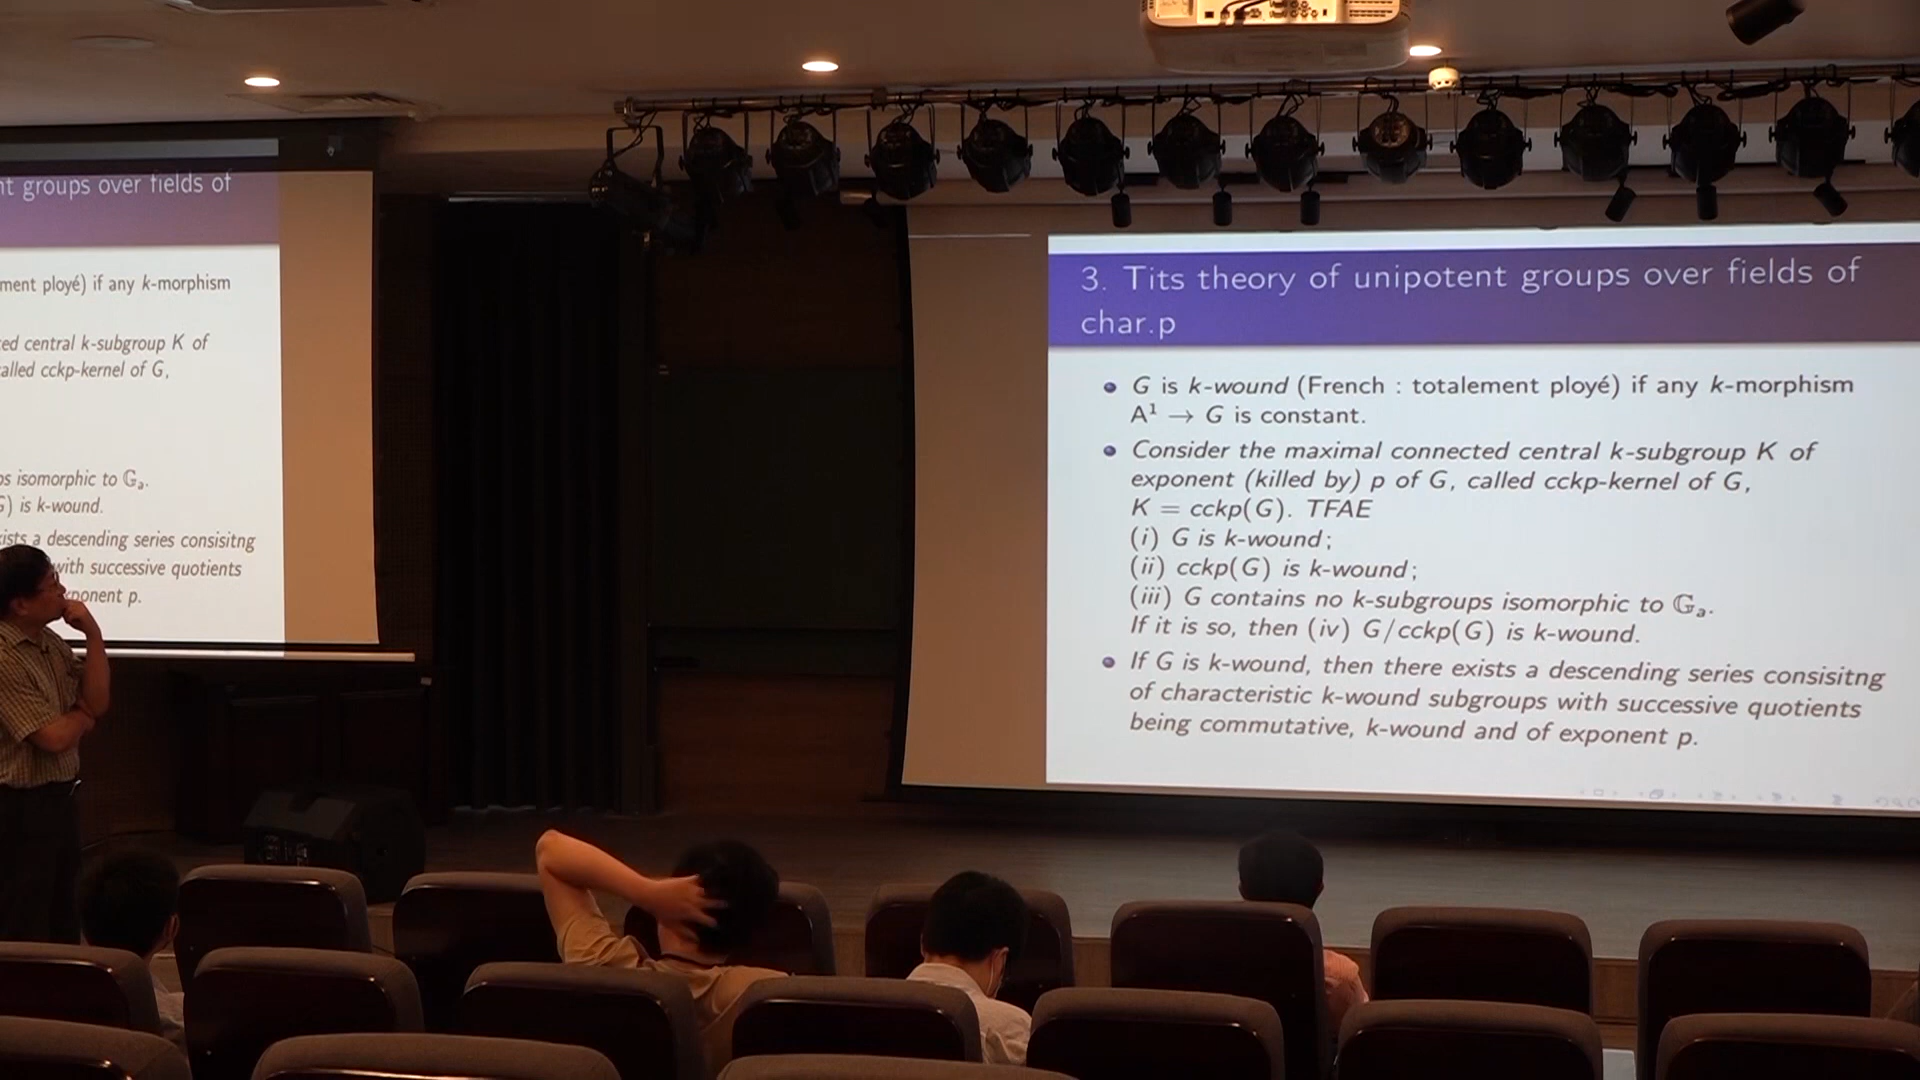 nt groups over fields of
ment ployé) if any k-morphism
ed central k-subgroup K of
alled cckp-kernel of G,
os isomorphic to 𝔾ₐ.
G) is k-wound.
ists a descending series consisitng
with successive quotients
xponent p.
3. Tits theory of unipotent groups over fields of
char.p
G is k-wound (French : totalement ployé) if any k-morphism
A¹ → G is constant.
Consider the maximal connected central k-subgroup K of
exponent (killed by) p of G, called cckp-kernel of G,
K = cckp(G). TFAE
(i) G is k-wound;
(ii) cckp(G) is k-wound;
(iii) G contains no k-subgroups isomorphic to 𝔾ₐ.
If it is so, then (iv) G/cckp(G) is k-wound.
If G is k-wound, then there exists a descending series consisitng
of characteristic k-wound subgroups with successive quotients
being commutative, k-wound and of exponent p.